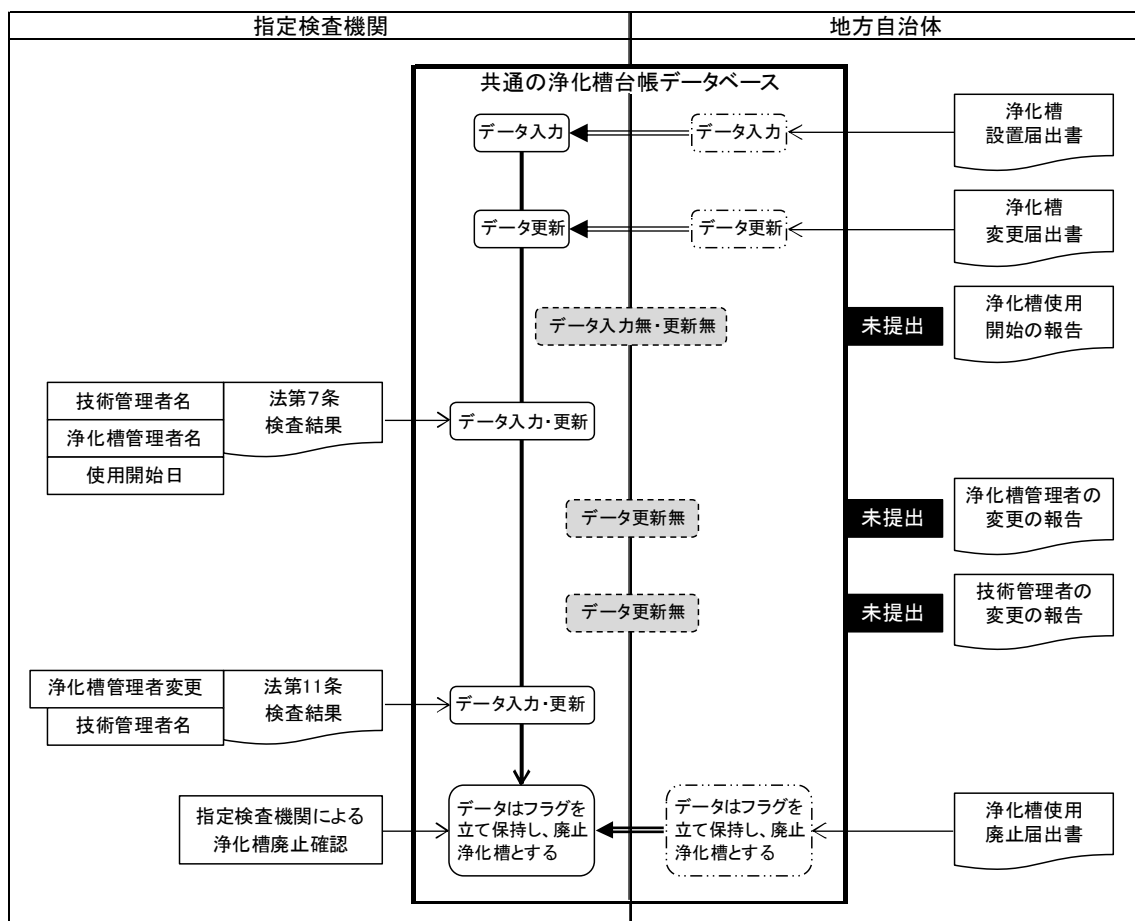 指定検査機関
地方自治体
共通の浄化槽台帳データベース
データ入力
データ入力
浄化槽
設置届出書
データ更新
データ更新
浄化槽
変更届出書
データ入力無・更新無
未提出
浄化槽使用
開始の報告
技術管理者名
浄化槽管理者名
使用開始日
法第7条
検査結果
データ入力・更新
データ更新無
未提出
浄化槽管理者の
変更の報告
データ更新無
未提出
技術管理者の
変更の報告
浄化槽管理者変更
技術管理者名
法第11条
検査結果
データ入力・更新
指定検査機関による
浄化槽廃止確認
データはフラグを
立て保持し、廃止
浄化槽とする
データはフラグを
立て保持し、廃止
浄化槽とする
浄化槽使用
廃止届出書